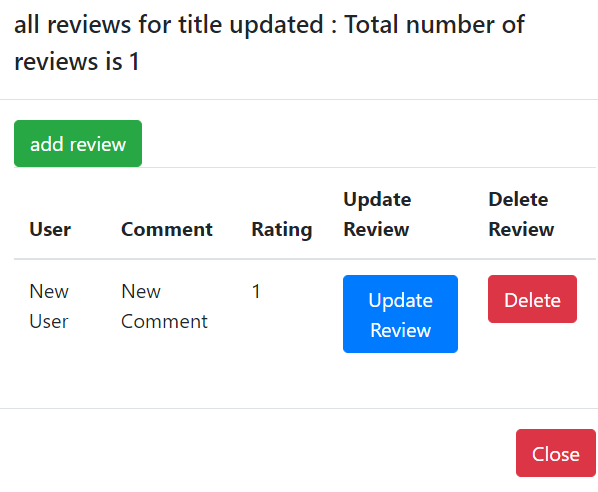 all reviews for title updated : Total number of
reviews is 1
add review
User Comment Rating Update Review Delete Review
New User New Comment 1 Update Review Delete
Close